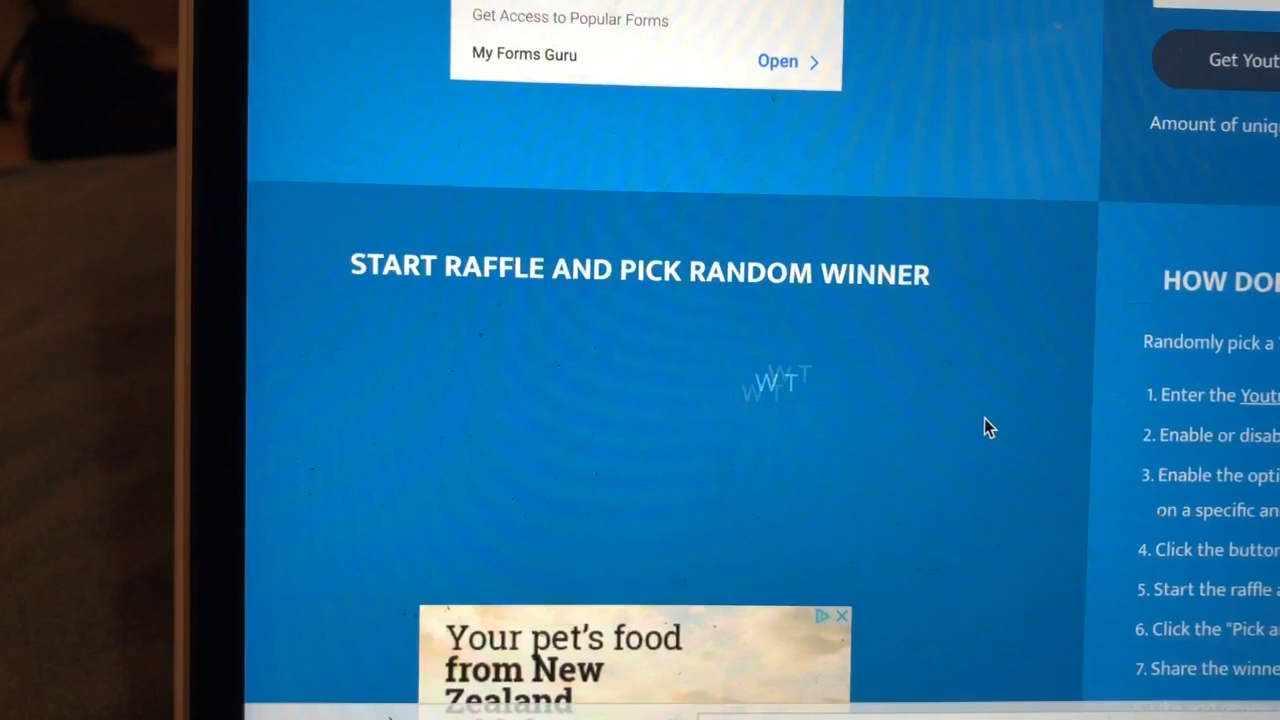 Get Access to Popular Forms
My Forms Guru
Open
Get Yout
Amount of uniq
START RAFFLE AND PICK RANDOM WINNER
W T
HOW DOE
Randomly pick a
1. Enter the Yout
2. Enable or disab
3. Enable the opti
on a specific an
4. Click the button
5. Start the raffle a
6. Click the "Pick a
7. Share the winne
Your pet's food
from New
Zealand